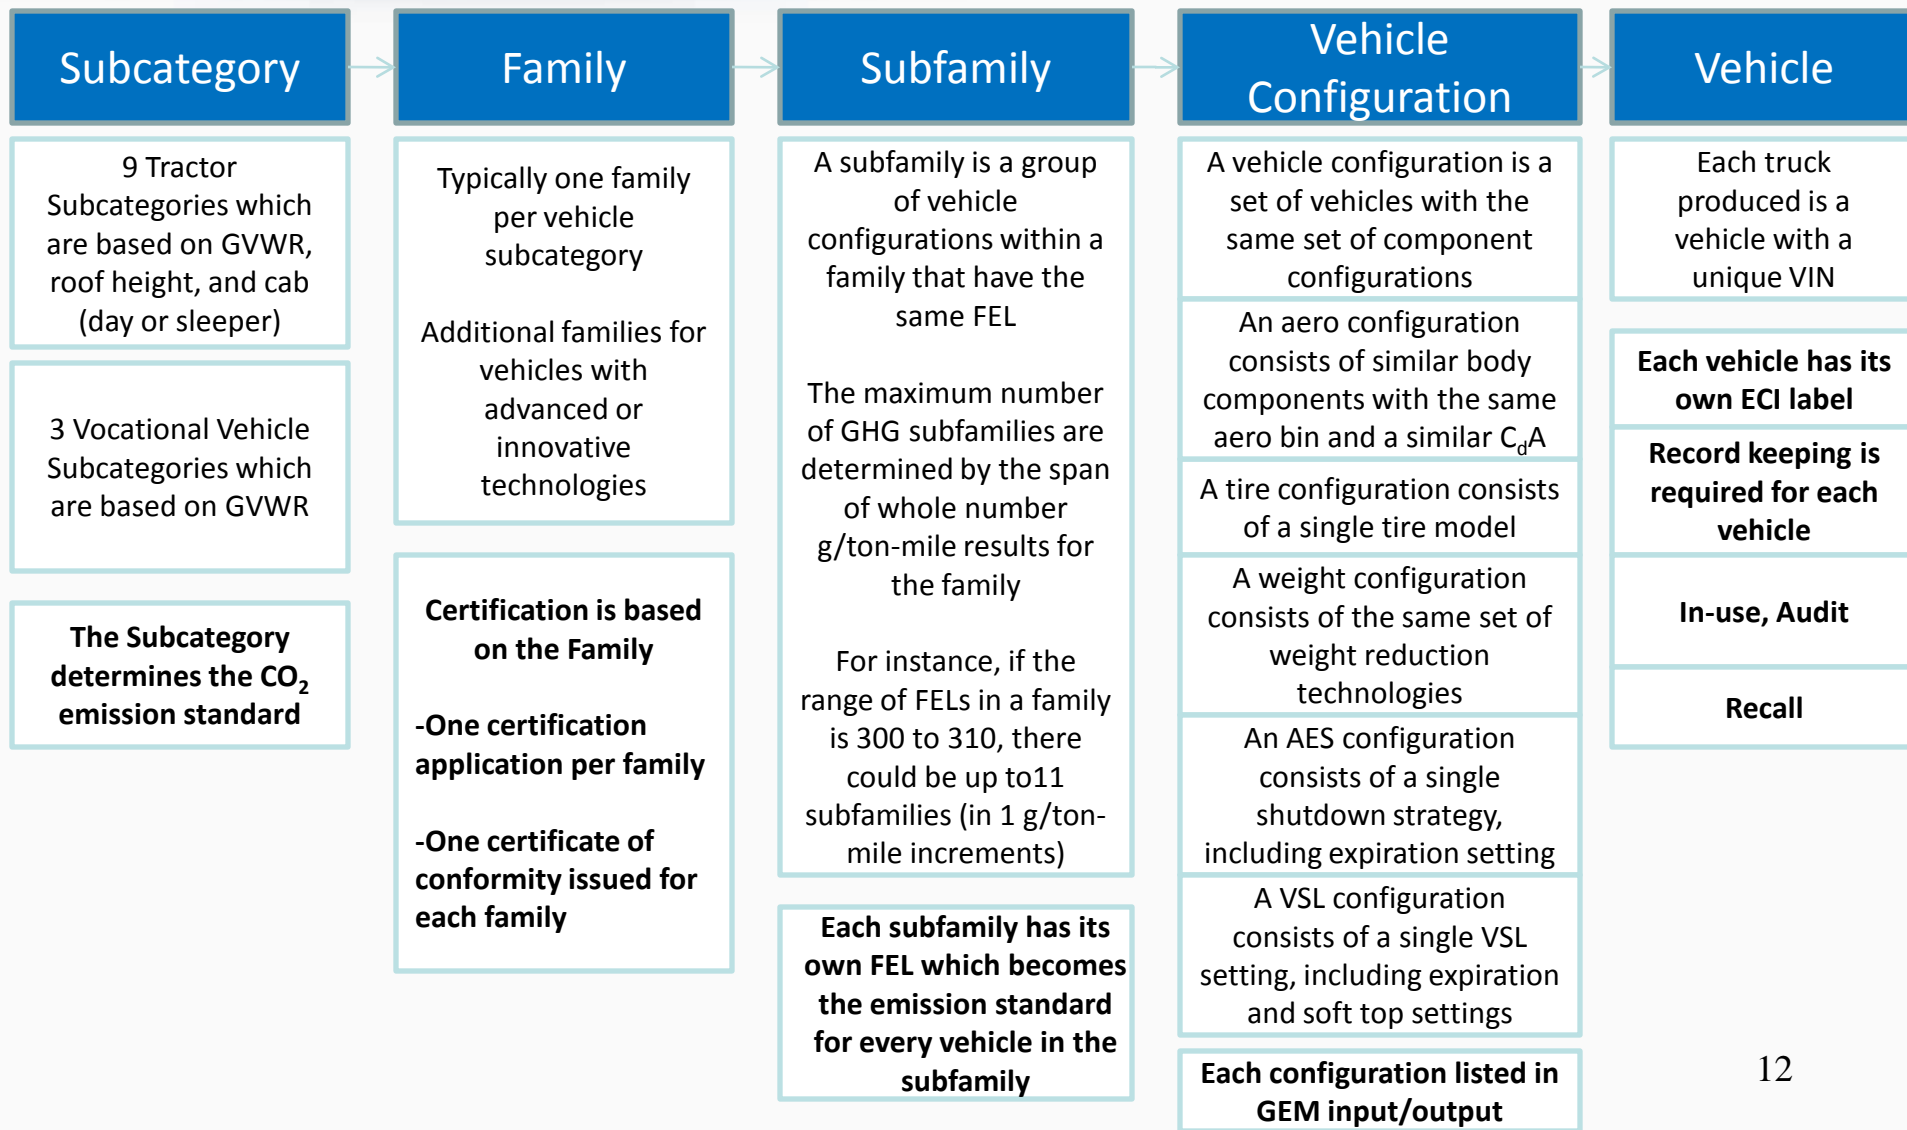 Subcategory
9 Tractor
Subcategories which
are based on GVWR,
roof height, and cab
(day or sleeper)
3 Vocational Vehicle
Subcategories which
are based on GVWR
The Subcategory
determines the CO₂
emission standard
Family
Typically one family
per vehicle
subcategory
Additional families for
vehicles with
advanced or
innovative
technologies
Certification is based
on the Family
-One certification
application per family
-One certificate of
conformity issued for
each family
Subfamily
A subfamily is a group
of vehicle
configurations within a
family that have the
same FEL
The maximum number
of GHG subfamilies are
determined by the span
of whole number
g/ton-mile results for
the family
For instance, if the
range of FELs in a family
is 300 to 310, there
could be up to11
subfamilies (in 1 g/ton-
mile increments)
Each subfamily has its
own FEL which becomes
the emission standard
for every vehicle in the
subfamily
Vehicle
Configuration
A vehicle configuration is a
set of vehicles with the
same set of component
configurations
An aero configuration
consists of similar body
components with the same
aero bin and a similar CdA
A tire configuration consists
of a single tire model
A weight configuration
consists of the same set of
weight reduction
technologies
An AES configuration
consists of a single
shutdown strategy,
including expiration setting
A VSL configuration
consists of a single VSL
setting, including expiration
and soft top settings
Each configuration listed in
GEM input/output
Vehicle
Each truck
produced is a
vehicle with a
unique VIN
Each vehicle has its
own ECI label
Record keeping is
required for each
vehicle
In-use, Audit
Recall
12